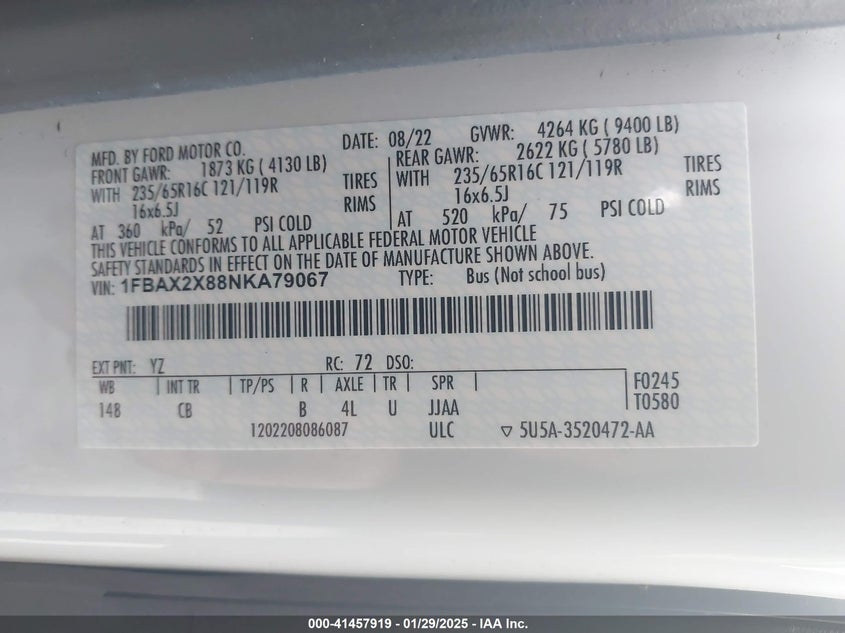 MFD. BY FORD MOTOR CO. DATE: 08/22 GVWR: 4264 KG ( 9400 LB)
FRONT GAWR: 1873 KG ( 4130 LB) REAR GAWR: 2622 KG ( 5780 LB)
WITH 235/65R16C 121/119R TIRES WITH 235/65R16C 121/119R TIRES
16x6.5J RIMS 16x6.5J RIMS
AT 360 kPa/ 52 PSI COLD AT 520 kPa/ 75 PSI COLD
THIS VEHICLE CONFORMS TO ALL APPLICABLE FEDERAL MOTOR VEHICLE
SAFETY STANDARDS IN EFFECT ON THE DATE OF MANUFACTURE SHOWN ABOVE.
VIN: 1FBAX2X88NKA79067 TYPE: Bus (Not school bus)
EXT PNT: YZ RC: 72 DSO:
WB INT TR TP/PS R AXLE TR SPR F0245
148 CB B 4L U JJAA T0580
1202208086087 ULC ▽ 5U5A-3520472-AA
000-41457919 - 01/29/2025 - IAA Inc.